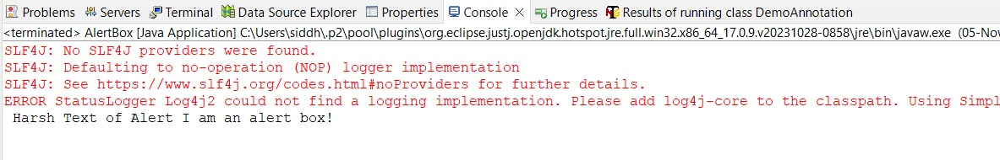 Problems Servers Terminal Data Source Explorer Properties Console Progress Results of running class DemoAnnotation
<terminated> AlertBox [Java Application] C:\Users\siddh\.p2\pool\plugins\org.eclipse.justj.openjdk.hotspot.jre.full.win32.x86_64_17.0.9.v20231028-0858\jre\bin\javaw.exe (05-Nov
SLF4J: No SLF4J providers were found.
SLF4J: Defaulting to no-operation (NOP) logger implementation
SLF4J: See https://www.slf4j.org/codes.html#noProviders for further details.
ERROR StatusLogger Log4j2 could not find a logging implementation. Please add log4j-core to the classpath. Using Simpl
Harsh Text of Alert I am an alert box!